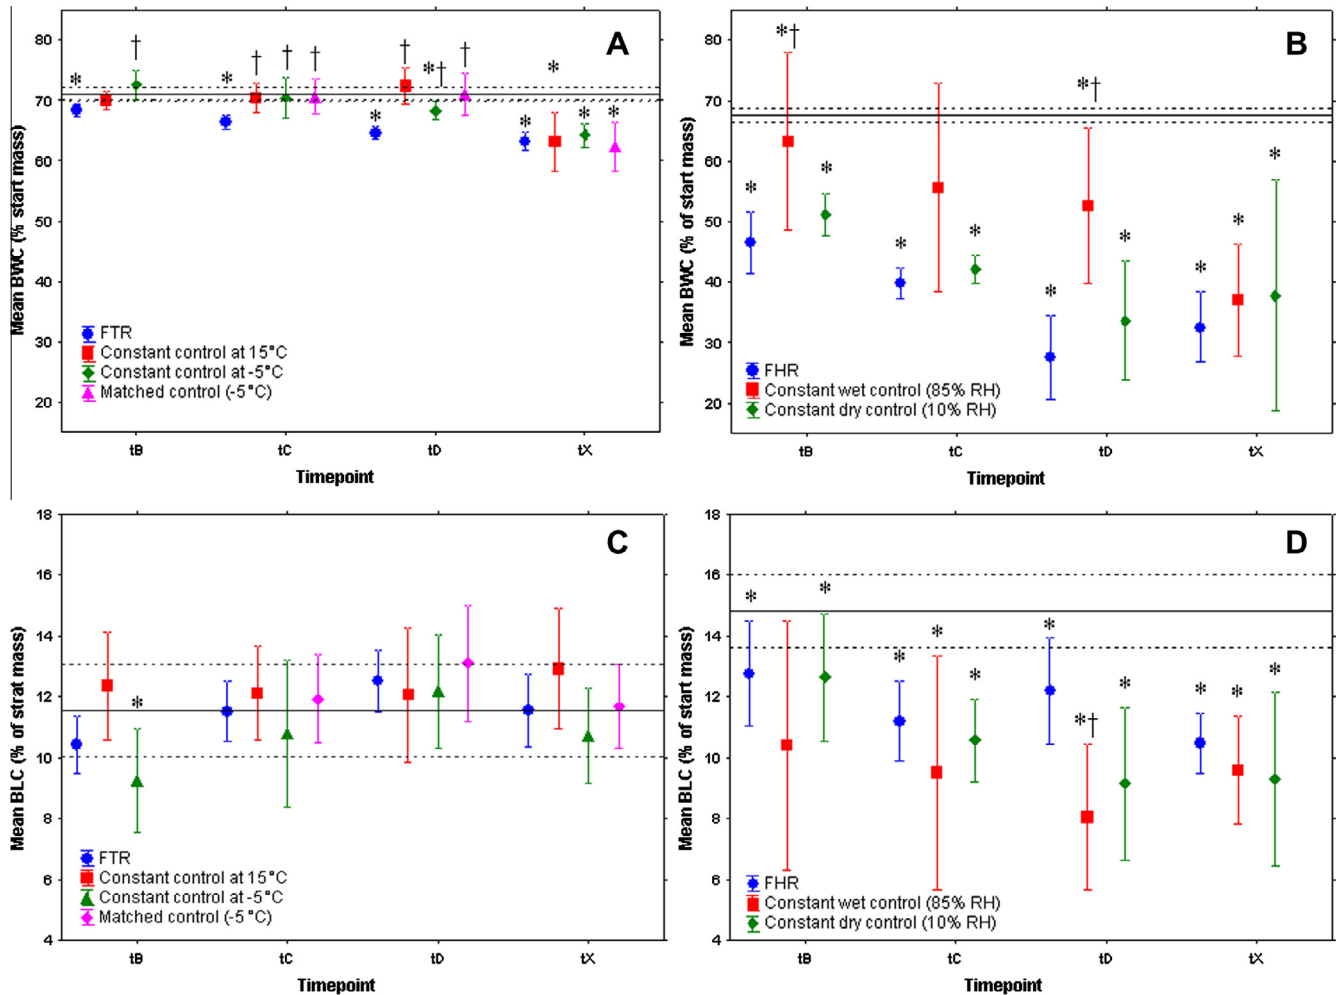 A
* † * † † † † *† † *
* * * * *
80
70
60
50
40
30
20
Mean BWC (% start mass)
FTR
Constant control at 15°C
Constant control at -5°C
Matched control (-5°C)
tB tC tD tX
Timepoint
B
*† *†
* * * * * * * *
80
70
60
50
40
30
20
Mean BWC (% of start mass)
FHR
Constant wet control (85% RH)
Constant dry control (10% RH)
tB tC tD tX
Timepoint
C
*
18
16
14
12
10
8
6
4
Mean BLC (% of strat mass)
FTR
Constant control at 15°C
Constant control at -5°C
Matched control (-5°C)
tB tC tD tX
Timepoint
D
* * * * * * *† * * * *
18
16
14
12
10
8
6
4
Mean BLC (% of start mass)
FHR
Constant wet control (85% RH)
Constant dry control (10% RH)
tB tC tD tX
Timepoint